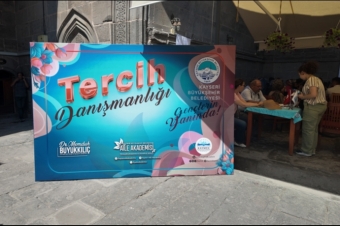 Tercih
Danışmanlığı
KAYSERİ
BÜYÜKŞEHİR
BELEDİYESİ
Gençlerin
Yanında!
Dr. Memduh
BÜYÜKKILIÇ
AİLE AKADEMİSİ